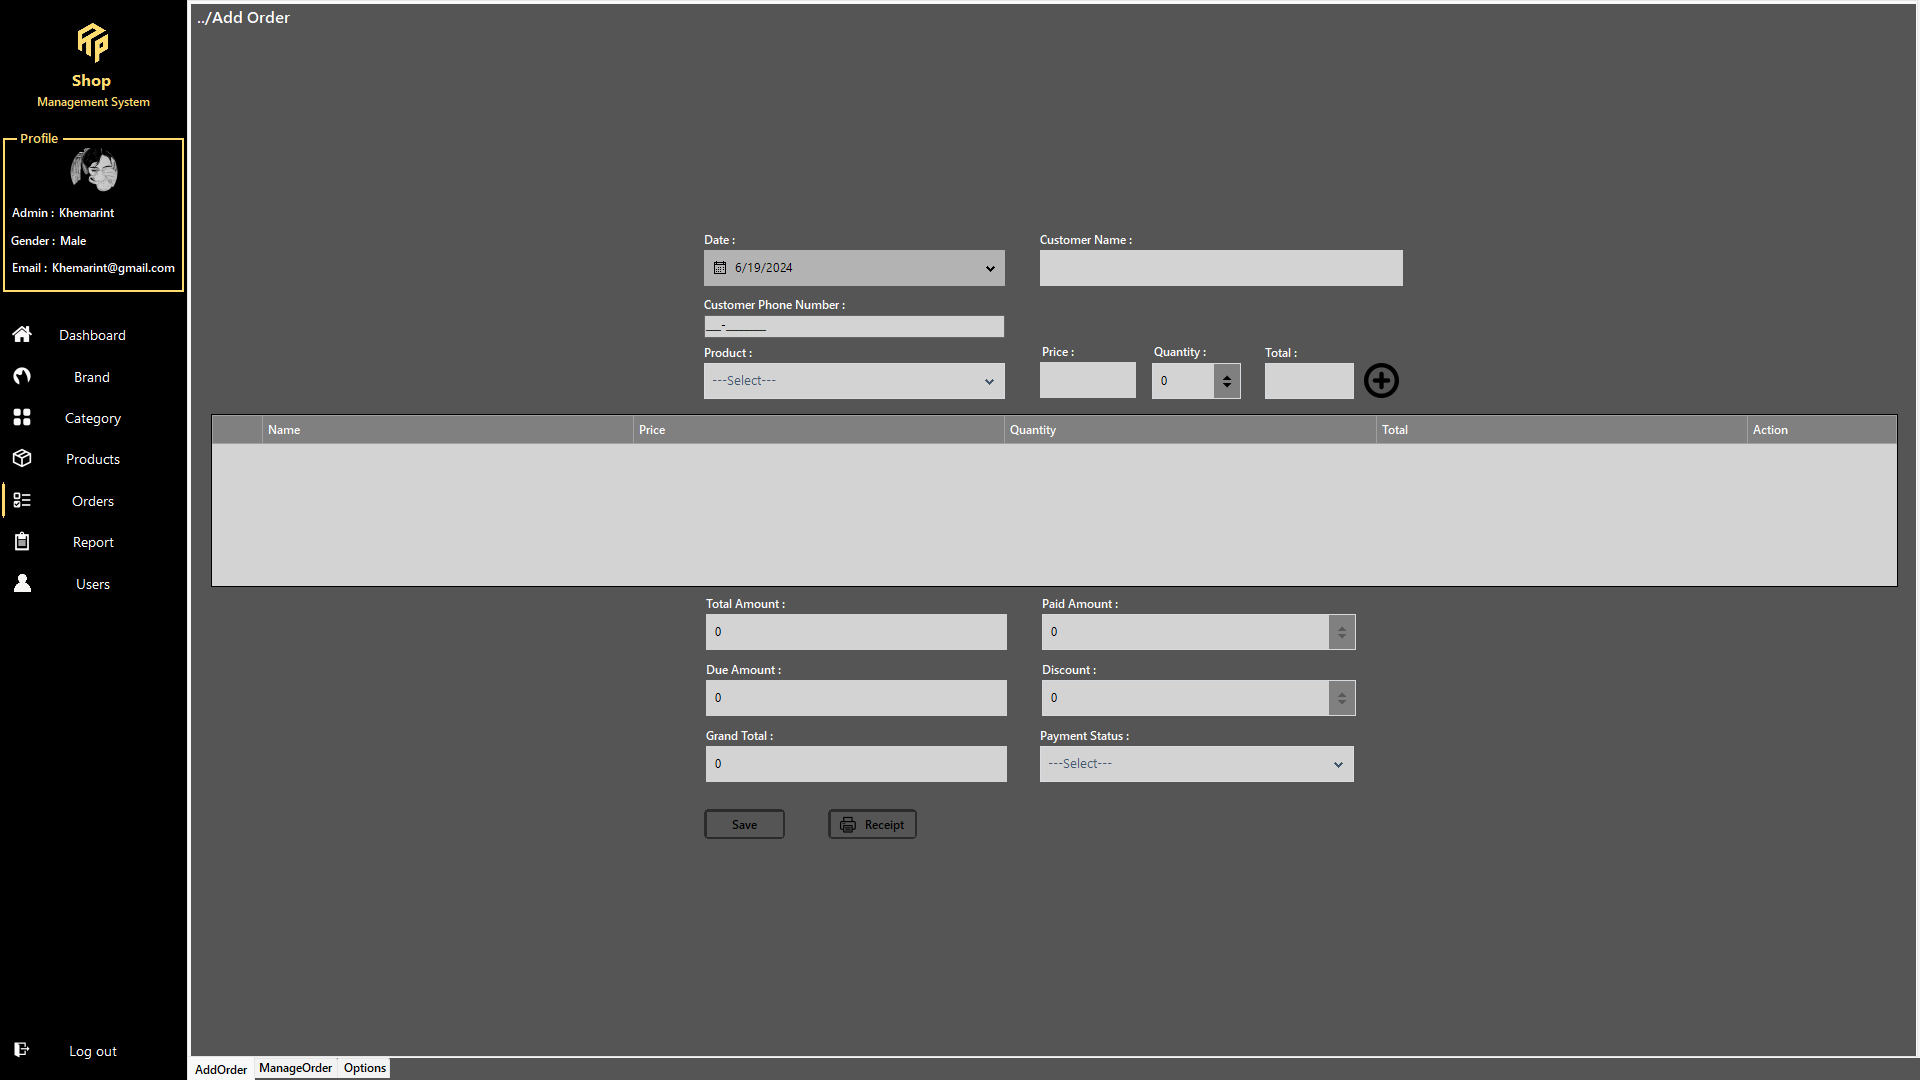 Shop
Management System
Profile
Admin : Khemarint
Gender : Male
Email : Khemarint@gmail.com
Dashboard
Brand
Category
Products
Orders
Report
Users
Log out
../Add Order
Date :
6/19/2024
Customer Name :
Customer Phone Number :
___-_______
Product :
---Select---
Price :
Quantity :
0
Total :
Name Price Quantity Total Action
Total Amount :
0
Paid Amount :
0
Due Amount :
0
Discount :
0
Grand Total :
0
Payment Status :
---Select---
Save
Receipt
AddOrder ManageOrder Options